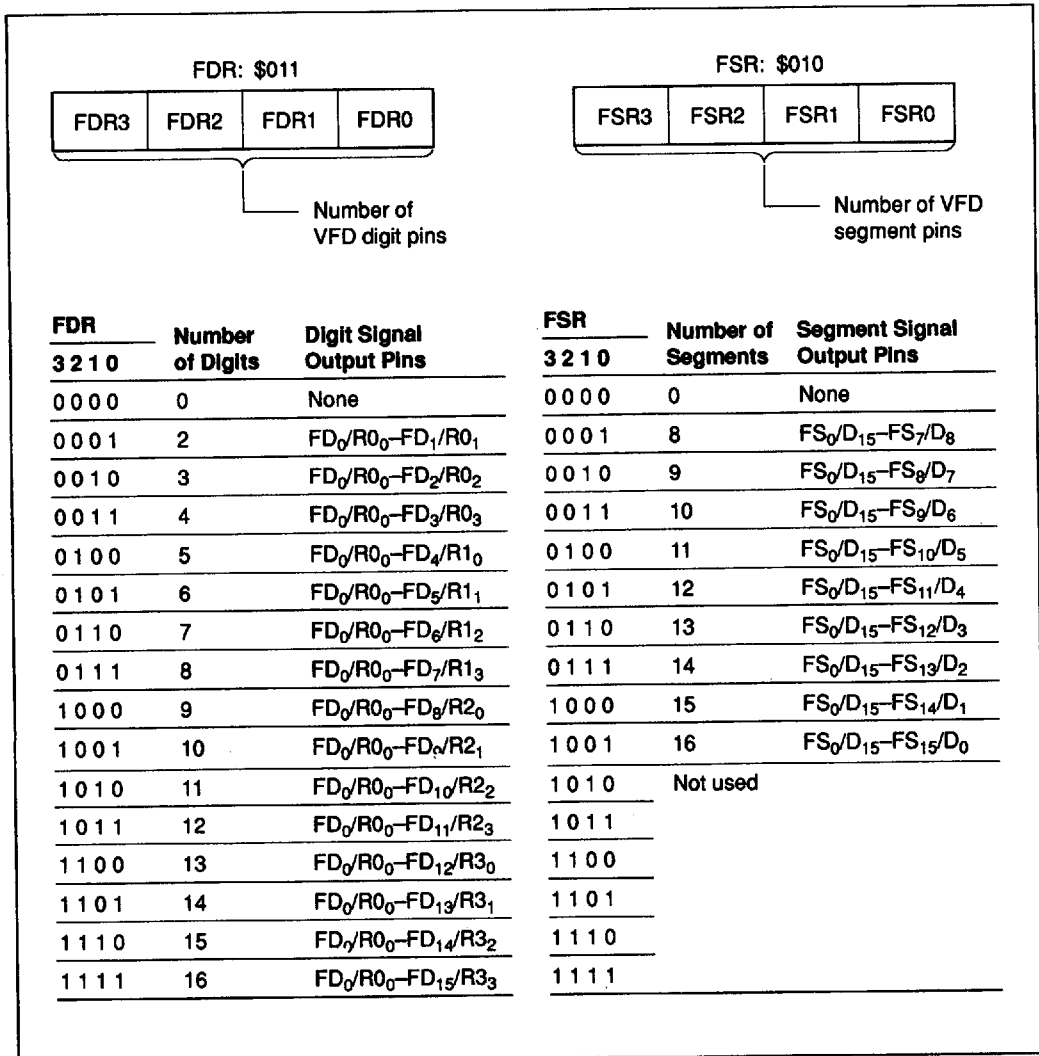 FDR: $011
FDR3 FDR2 FDR1 FDR0
Number of
VFD digit pins
FSR: $010
FSR3 FSR2 FSR1 FSR0
Number of VFD
segment pins
FDR Number Digit Signal
3 2 1 0 of Digits Output Pins
0 0 0 0 0 None
0 0 0 1 2 FD₀/R0₀–FD₁/R0₁
0 0 1 0 3 FD₀/R0₀–FD₂/R0₂
0 0 1 1 4 FD₀/R0₀–FD₃/R0₃
0 1 0 0 5 FD₀/R0₀–FD₄/R1₀
0 1 0 1 6 FD₀/R0₀–FD₅/R1₁
0 1 1 0 7 FD₀/R0₀–FD₆/R1₂
0 1 1 1 8 FD₀/R0₀–FD₇/R1₃
1 0 0 0 9 FD₀/R0₀–FD₈/R2₀
1 0 0 1 10 FD₀/R0₀–FD₉/R2₁
1 0 1 0 11 FD₀/R0₀–FD₁₀/R2₂
1 0 1 1 12 FD₀/R0₀–FD₁₁/R2₃
1 1 0 0 13 FD₀/R0₀–FD₁₂/R3₀
1 1 0 1 14 FD₀/R0₀–FD₁₃/R3₁
1 1 1 0 15 FD₀/R0₀–FD₁₄/R3₂
1 1 1 1 16 FD₀/R0₀–FD₁₅/R3₃
FSR Number of Segment Signal
3 2 1 0 Segments Output Pins
0 0 0 0 0 None
0 0 0 1 8 FS₀/D₁₅–FS₇/D₈
0 0 1 0 9 FS₀/D₁₅–FS₈/D₇
0 0 1 1 10 FS₀/D₁₅–FS₉/D₆
0 1 0 0 11 FS₀/D₁₅–FS₁₀/D₅
0 1 0 1 12 FS₀/D₁₅–FS₁₁/D₄
0 1 1 0 13 FS₀/D₁₅–FS₁₂/D₃
0 1 1 1 14 FS₀/D₁₅–FS₁₃/D₂
1 0 0 0 15 FS₀/D₁₅–FS₁₄/D₁
1 0 0 1 16 FS₀/D₁₅–FS₁₅/D₀
1 0 1 0 Not used
1 0 1 1
1 1 0 0
1 1 0 1
1 1 1 0
1 1 1 1